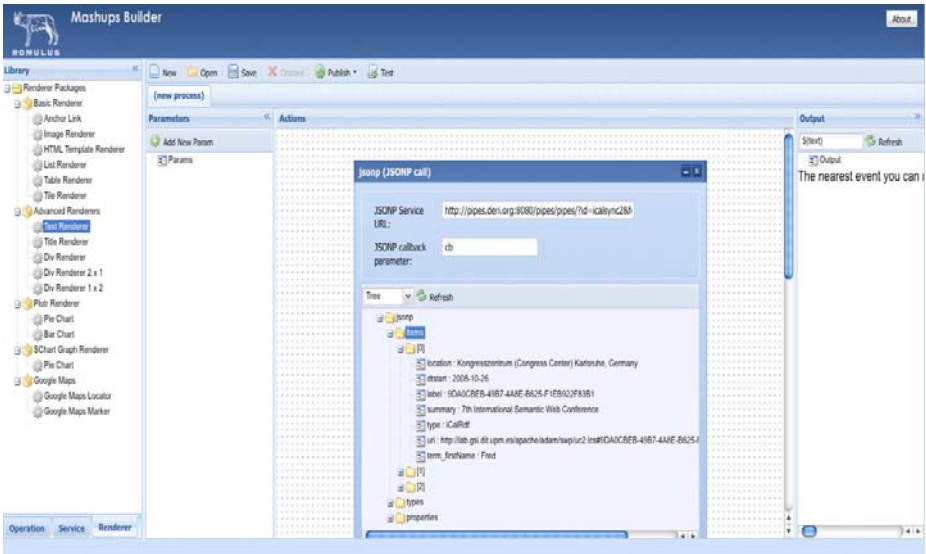 Mashups Builder
About
ROMULUS
Library
New Open Save Discard Publish Test
Renderer Packages
Basic Renderer
Anchor Link
Image Renderer
HTML Template Renderer
List Renderer
Table Renderer
Tile Renderer
Advanced Renderers
Text Renderer
Title Renderer
Div Renderer
Div Renderer 2 x 1
Div Renderer 1 x 2
Plotr Renderer
Pie Chart
Bar Chart
SChart Graph Renderer
Pie Chart
Google Maps
Google Maps Locator
Google Maps Marker
Operation Service Renderer
(new process)
Parameters
Add New Param
Params
Actions
jsonp (JSONP call)
JSONP Service URL:
http://pipes.deri.org:8080/pipes/pipes/?id=icalsync2&
JSONP callback parameter:
cb
Tree Refresh
jsonp
items
[0]
location : Kongresszentrum (Congress Center) Karlsruhe, Germany
dtstart : 2008-10-26
label : 9DA0CBEB-49B7-4A8E-B625-F1EB922F83B1
summary : 7th International Semantic Web Conference
type : iCalRdf
uri : http://lab.gsi.dit.upm.es/apache/adam/swp/uc2.ics#9DA0CBEB-49B7-4A8E-B625-
term_firstName : Fred
[1]
[2]
types
properties
Output
${text} Refresh
Output
The nearest event you can